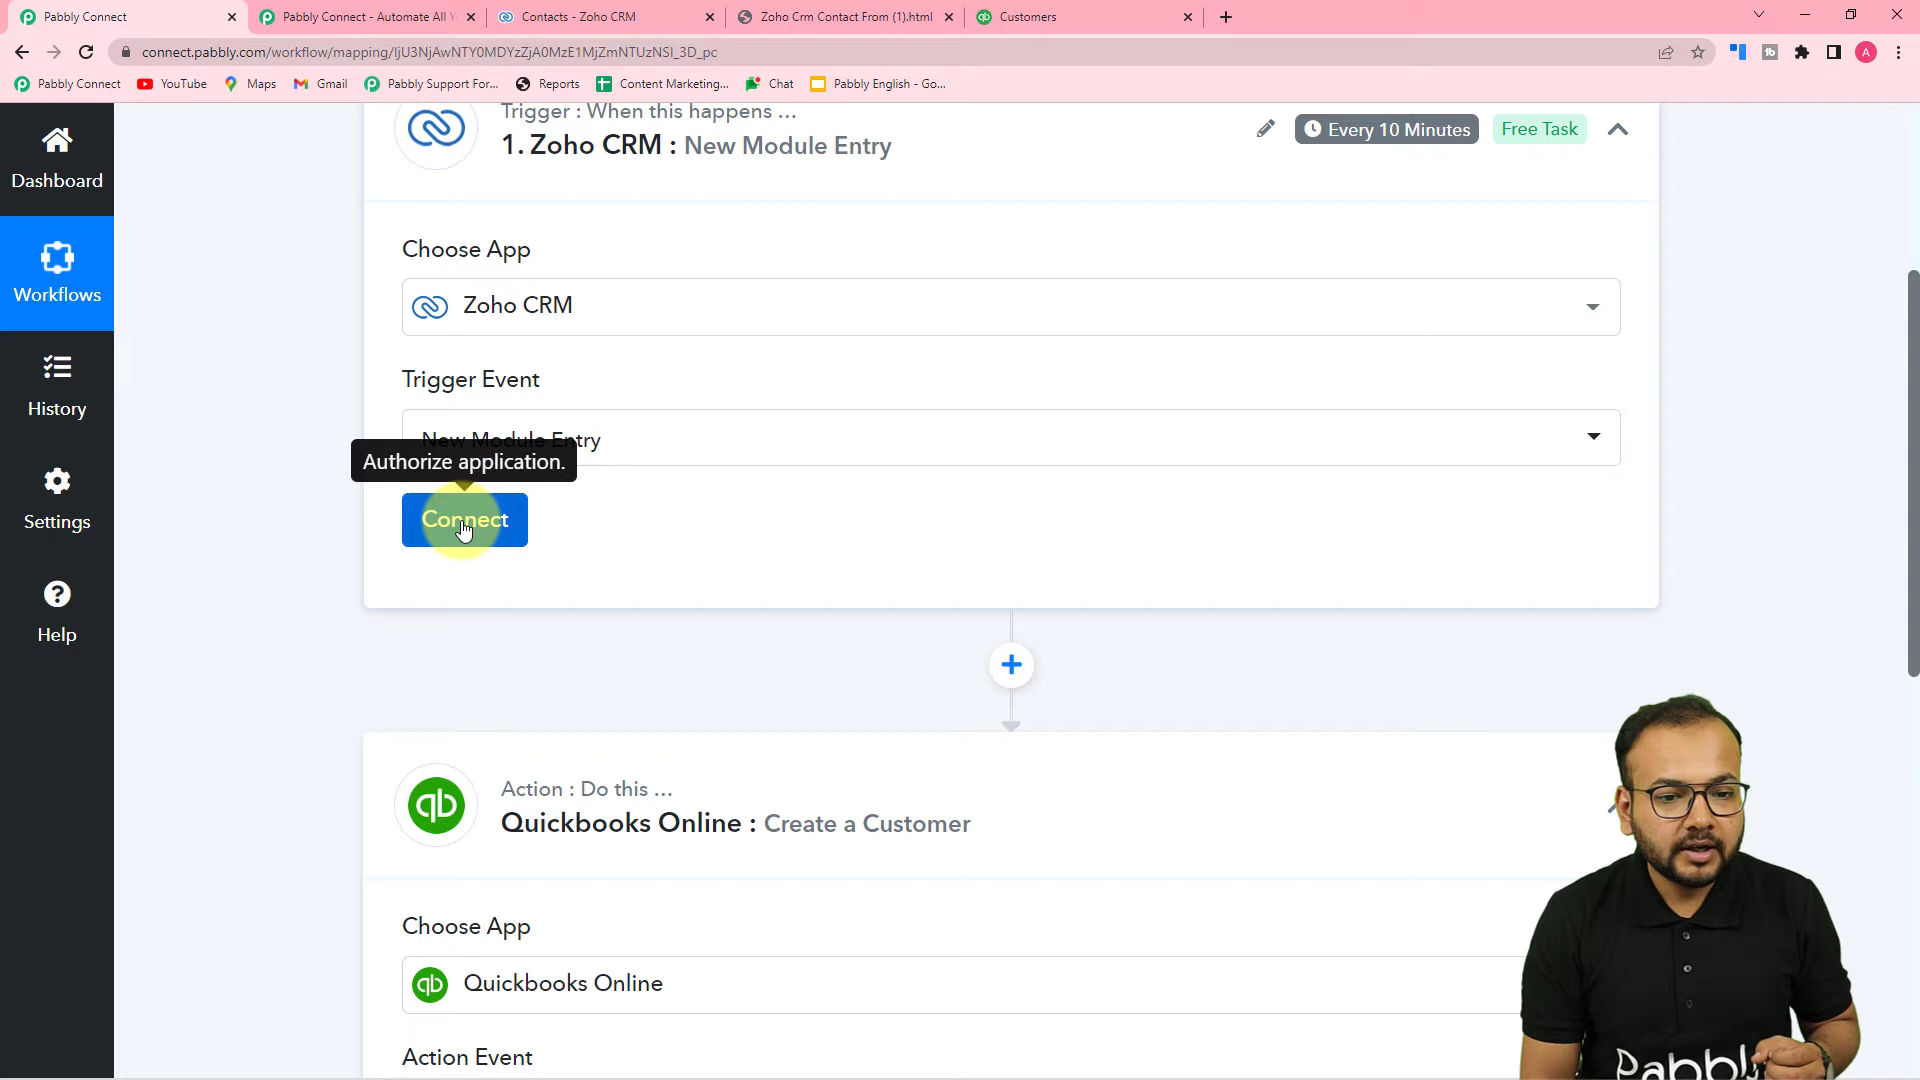 Pabbly Connect
Pabbly Connect - Automate All Y
Contacts - Zoho CRM
Zoho Crm Contact From (1).html
Customers
connect.pabbly.com/workflow/mapping/IjU3NjAwNTY0MDYzZjA0MzE1MjZmNTUzNSI_3D_pc
A
Pabbly Connect
YouTube
Maps
Gmail
Pabbly Support For...
Reports
Content Marketing...
Chat
Pabbly English - Go...
Dashboard
Workflows
History
Settings
Help
Trigger : When this happens ...
1. Zoho CRM : New Module Entry
Every 10 Minutes
Free Task
Choose App
Zoho CRM
Trigger Event
New Module Entry
Authorize application.
Connect
Action : Do this ...
Quickbooks Online : Create a Customer
Choose App
Quickbooks Online
Action Event
Pabbly